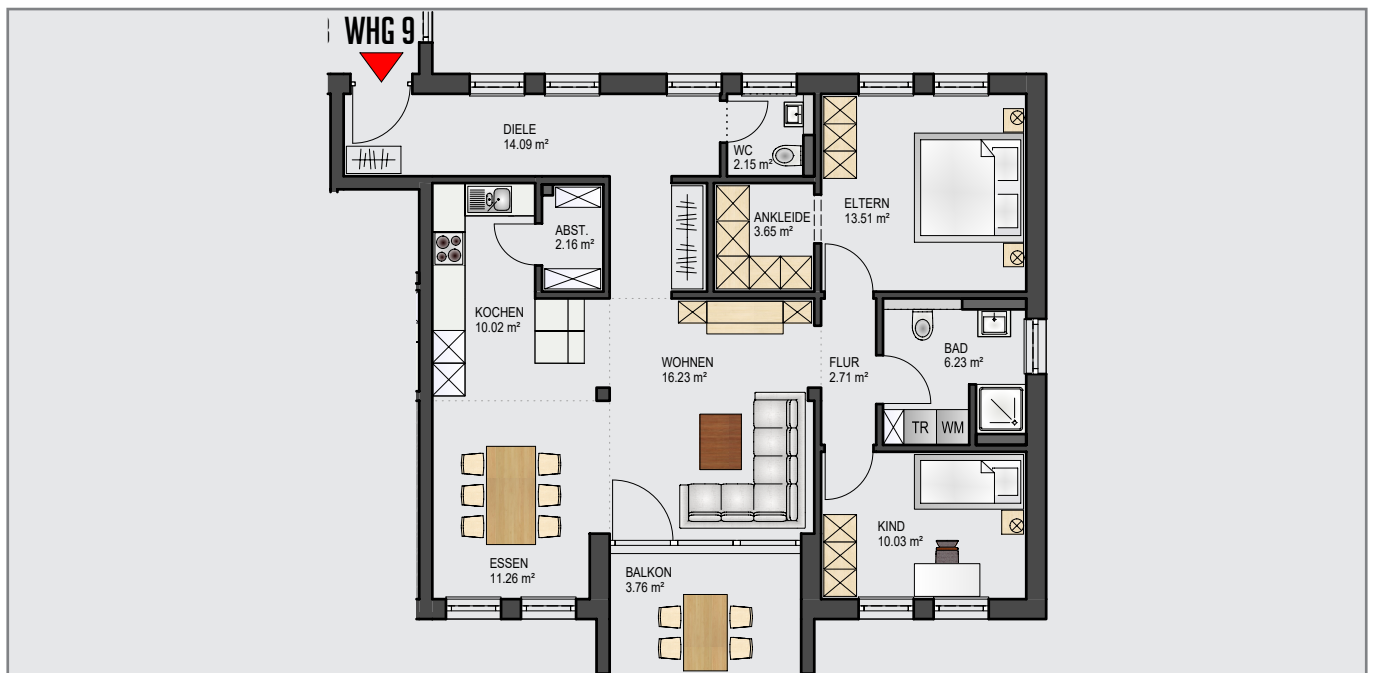 WHG 9
DIELE
14.09 m²
WC
2.15 m²
ELTERN
13.51 m²
ANKLEIDE
3.65 m²
ABST.
2.16 m²
KOCHEN
10.02 m²
WOHNEN
16.23 m²
FLUR
2.71 m²
BAD
6.23 m²
TR WM
KIND
10.03 m²
ESSEN
11.26 m²
BALKON
3.76 m²